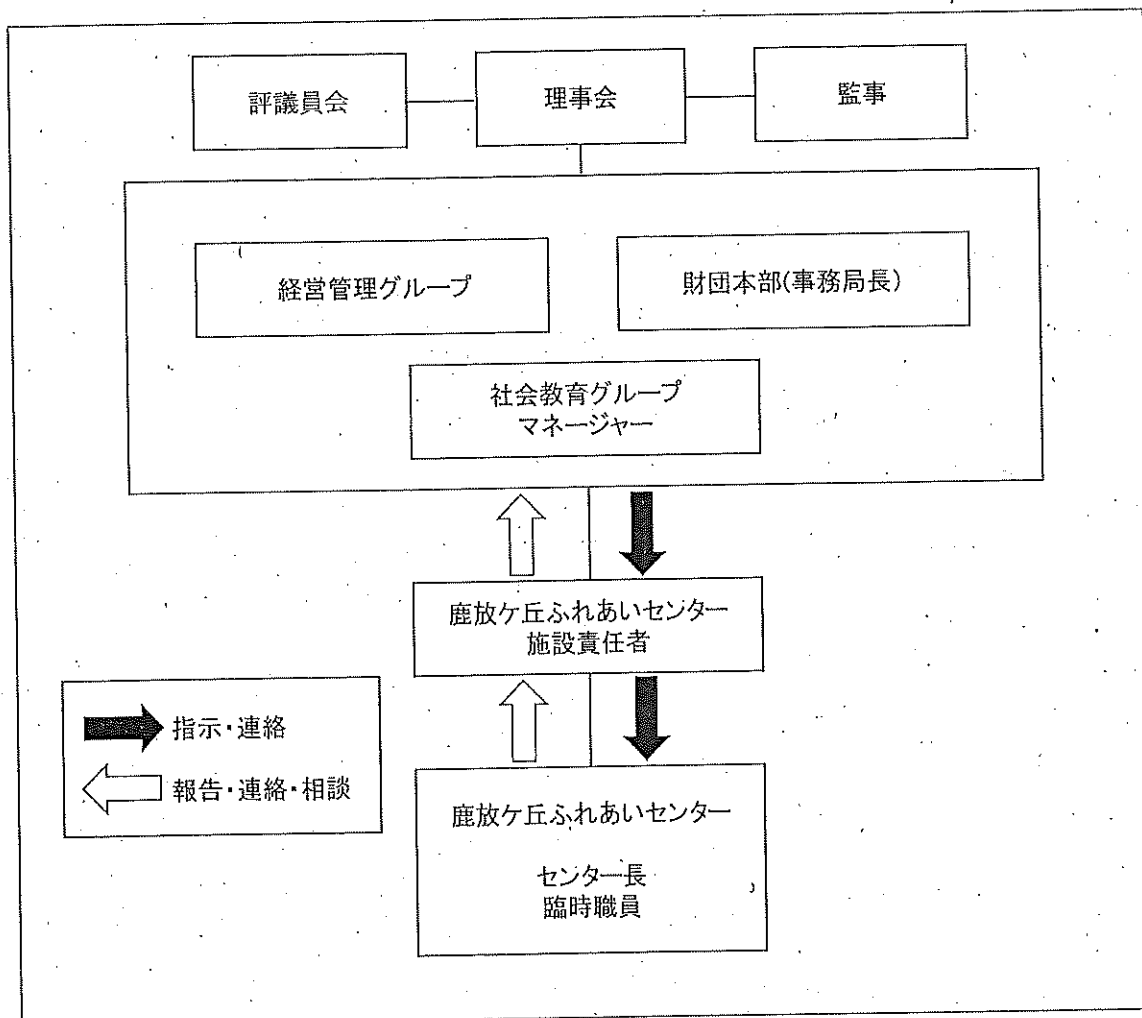 評議員会
理事会
監事
経営管理グループ
財団本部(事務局長)
社会教育グループ
マネージャー
鹿放ケ丘ふれあいセンター
施設責任者
指示・連絡
報告・連絡・相談
鹿放ケ丘ふれあいセンター
センター長
臨時職員